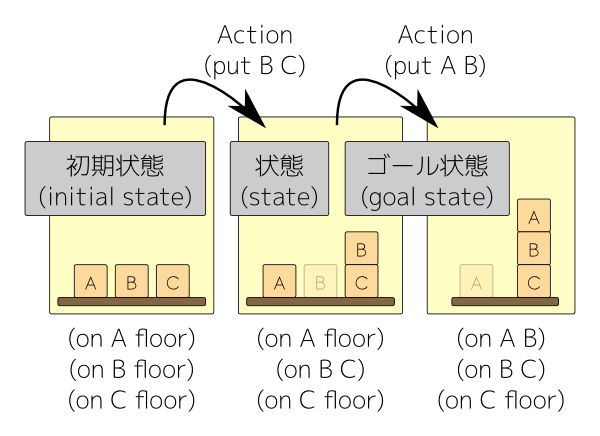 Action
(put B C)
Action
(put A B)
初期状態
(initial state)
状態
(state)
ゴール状態
(goal state)
A B C
A B
B
C
A
A
B
C
(on A floor)
(on B floor)
(on C floor)
(on A floor)
(on B C)
(on C floor)
(on A B)
(on B C)
(on C floor)